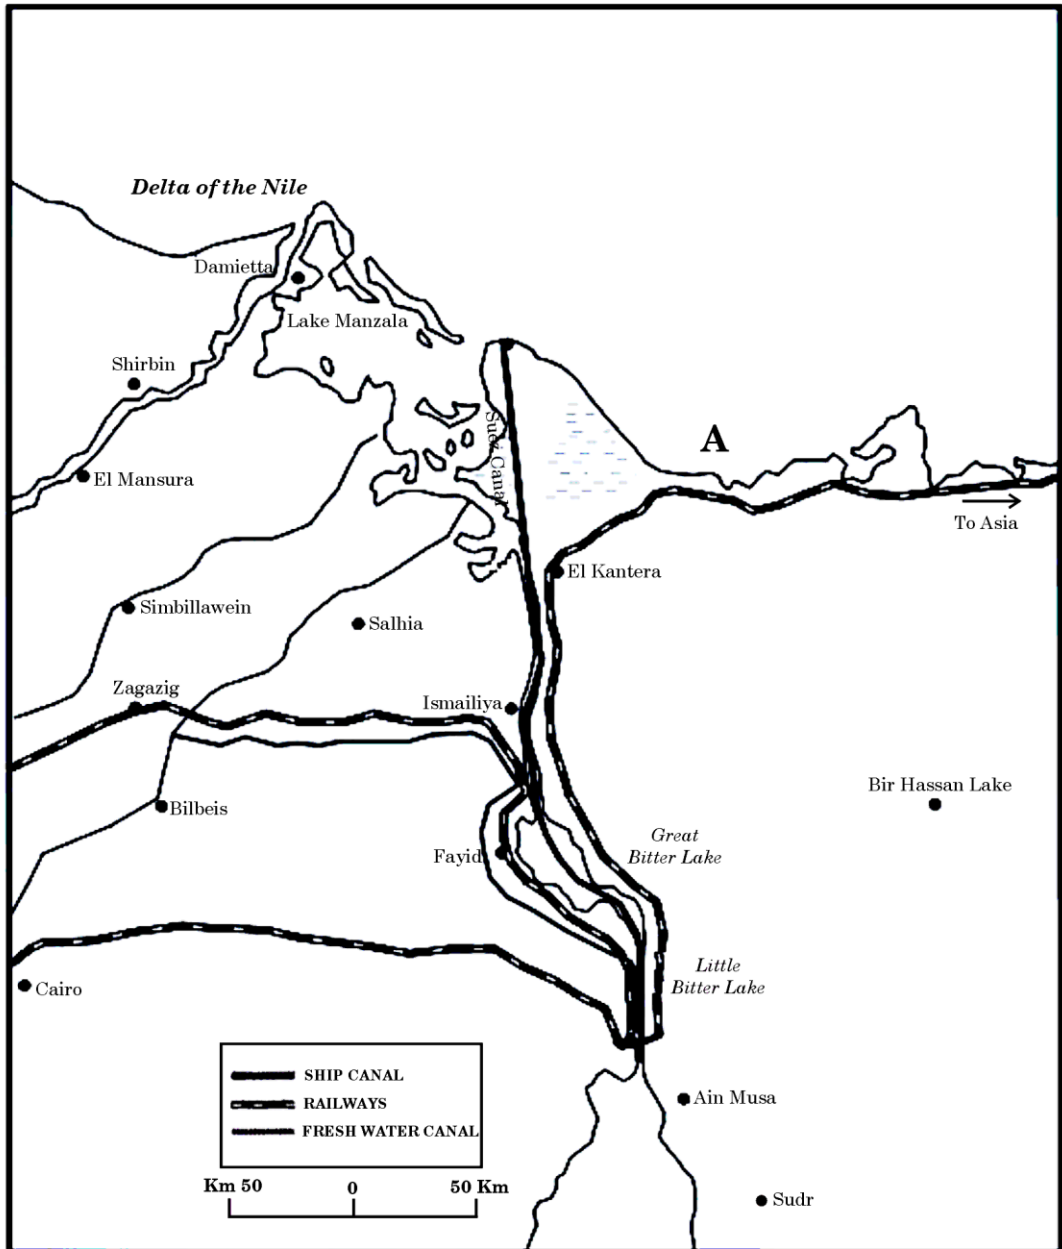 Delta of the Nile
Damietta
Lake Manzala
Shirbin
Suez Canal
A
El Mansura
To Asia
El Kantera
Simbillawein
Salhia
Zagazig
Ismailiya
Bir Hassan Lake
Bilbeis
Great
Bitter Lake
Fayid
Little
Bitter Lake
Cairo
SHIP CANAL
RAILWAYS
FRESH WATER CANAL
Ain Musa
Km 50 0 50 Km
Sudr